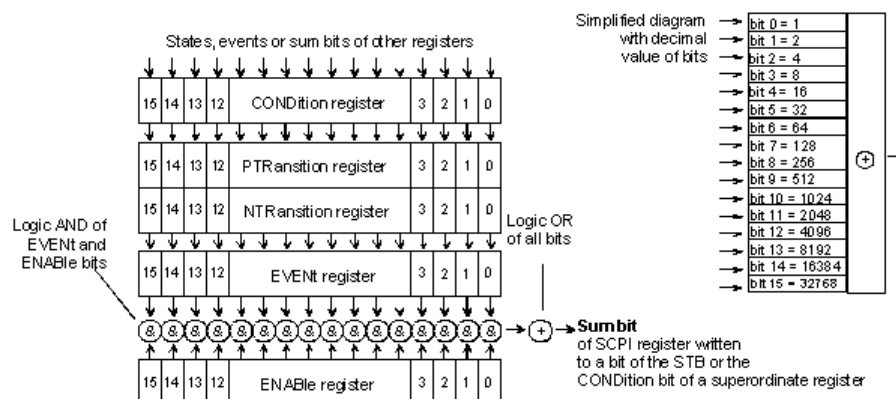 States, events or sum bits of other registers
15 14 13 12 CONDition register 3 2 1 0
15 14 13 12 PTRansition register 3 2 1 0
15 14 13 12 NTRansition register 3 2 1 0
Logic AND of
EVENt and
ENABle bits
Logic OR
of all bits
15 14 13 12 EVENt register 3 2 1 0
& & & & & & & & & & & & & & & +
Sum bit
of SCPI register written
to a bit of the STB or the
CONDition bit of a superordinate register
15 14 13 12 ENABle register 3 2 1 0
Simplified diagram
with decimal
value of bits
bit 0 = 1
bit 1 = 2
bit 2 = 4
bit 3 = 8
bit 4 = 16
bit 5 = 32
bit 6 = 64
bit 7 = 128
bit 8 = 256
bit 9 = 512
bit 10 = 1024
bit 11 = 2048
bit 12 = 4096
bit 13 = 8192
bit 14 = 16384
bit 15 = 32768
+